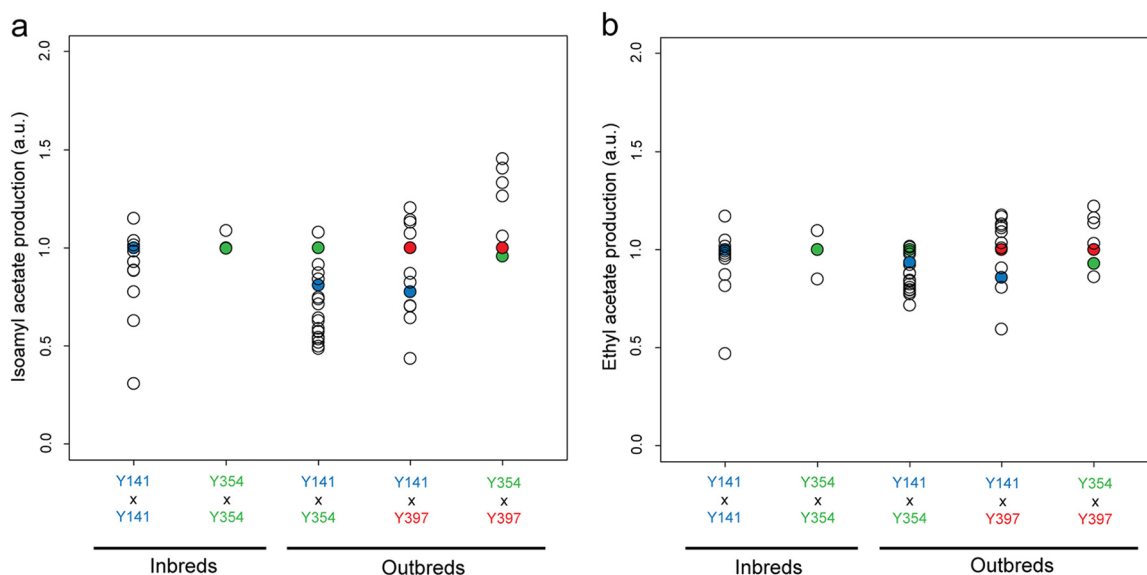 a
Isoamyl acetate production (a.u.)
2.0
1.5
1.0
0.5
0.0
Y141 Y354 Y141 Y141 Y354
x x x x x
Y141 Y354 Y354 Y397 Y397
Inbreds Outbreds
b
Ethyl acetate production (a.u.)
2.0
1.5
1.0
0.5
0.0
Y141 Y354 Y141 Y141 Y354
x x x x x
Y141 Y354 Y354 Y397 Y397
Inbreds Outbreds